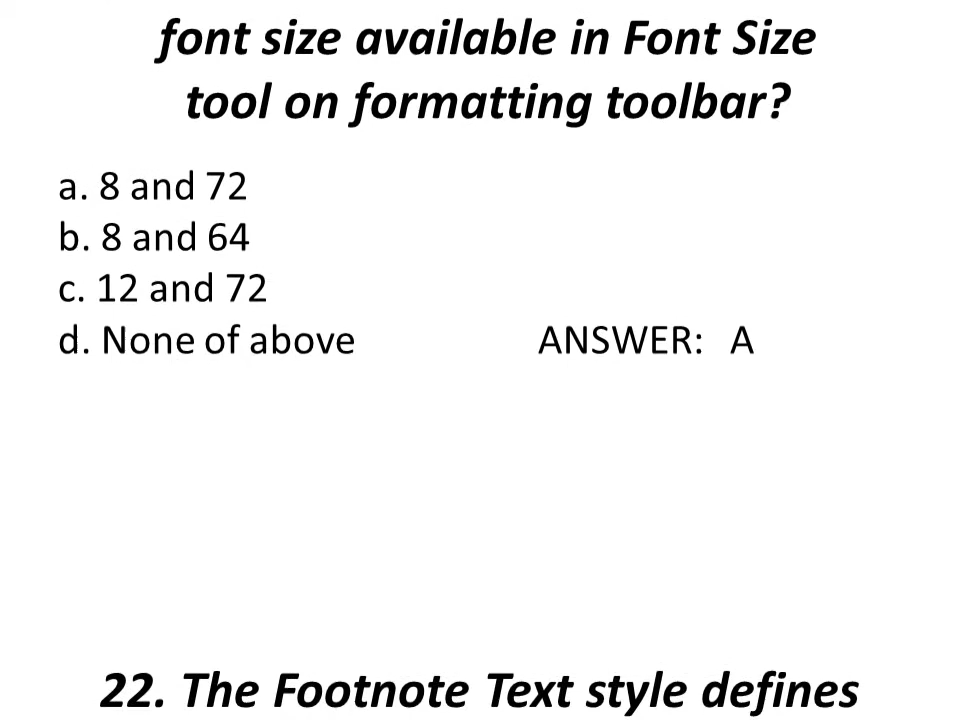 font size available in Font Size
tool on formatting toolbar?
a. 8 and 72
b. 8 and 64
c. 12 and 72
d. None of above ANSWER: A
22. The Footnote Text style defines